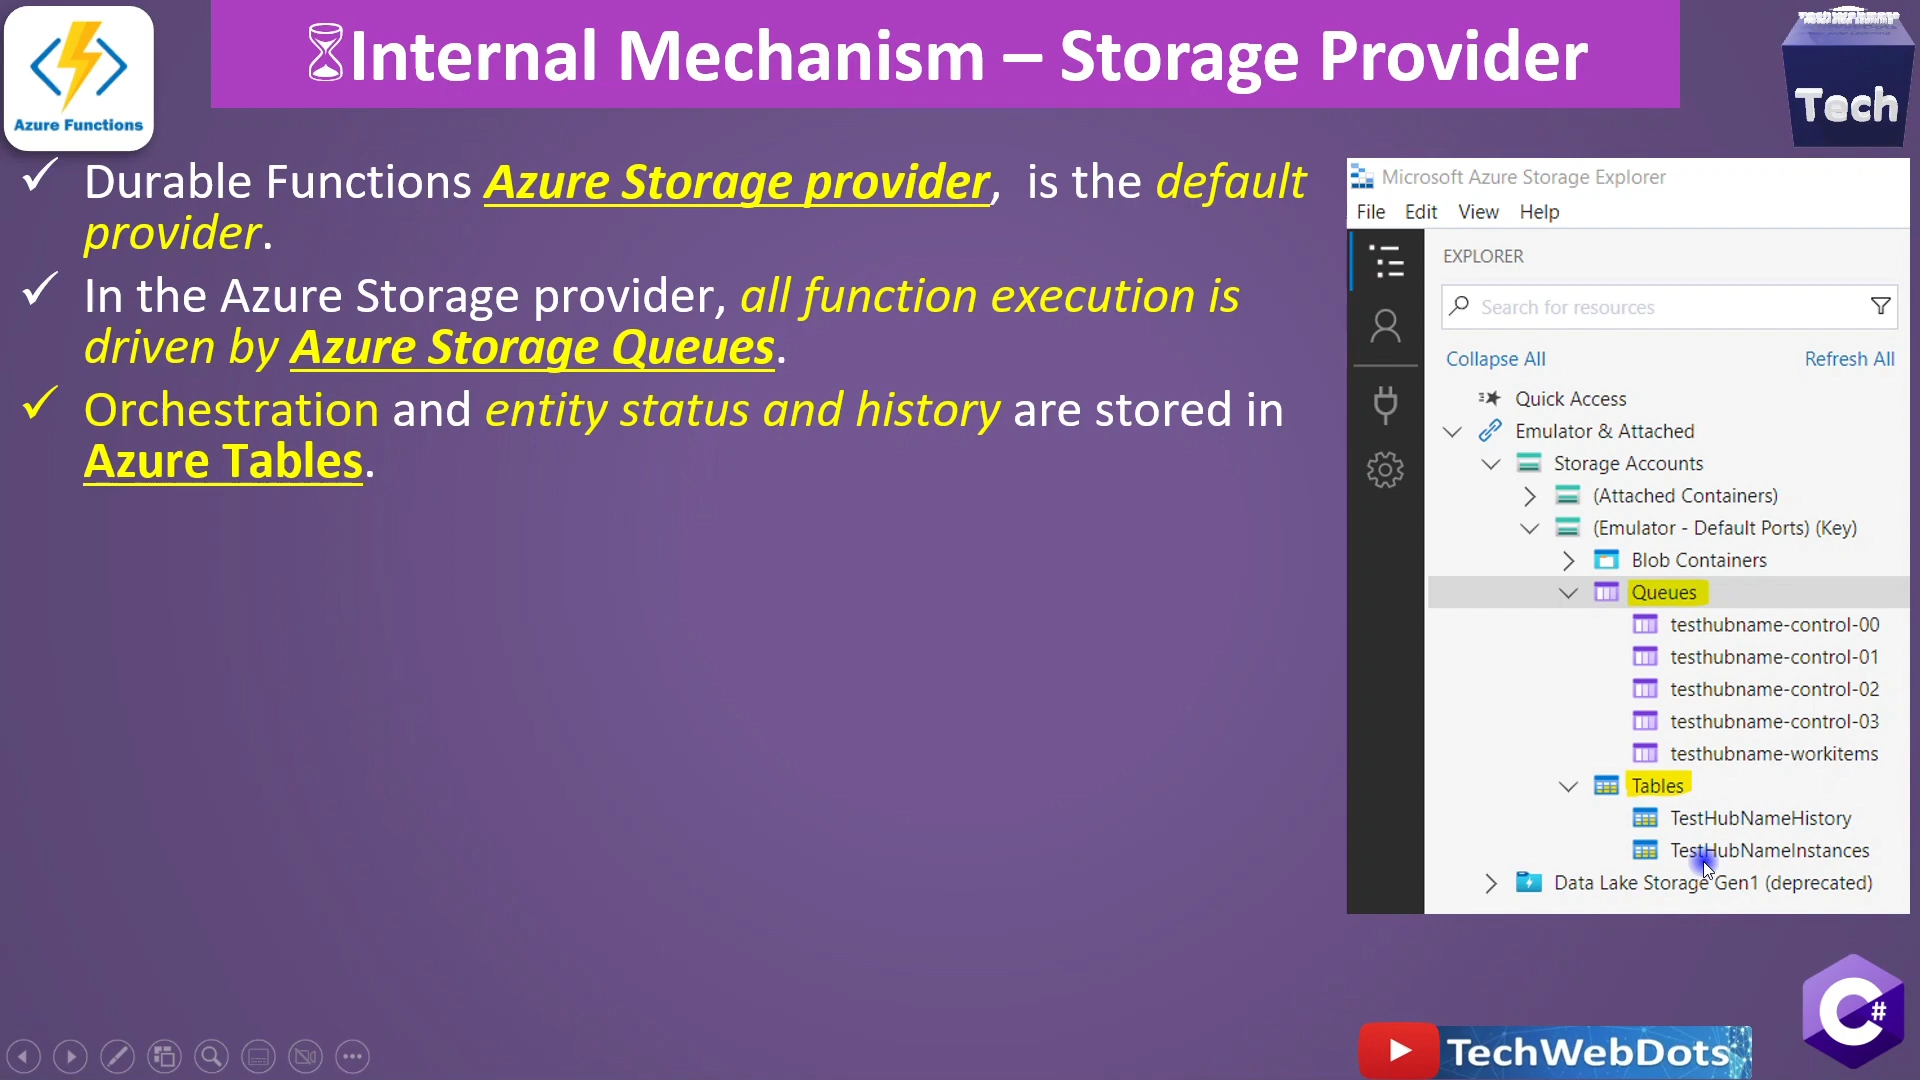 Azure Functions
⏳Internal Mechanism – Storage Provider
Tech
✓ Durable Functions Azure Storage provider, is the default
provider.
✓ In the Azure Storage provider, all function execution is
driven by Azure Storage Queues.
✓ Orchestration and entity status and history are stored in
Azure Tables.
Microsoft Azure Storage Explorer
File Edit View Help
EXPLORER
Search for resources
Collapse All Refresh All
Quick Access
Emulator & Attached
Storage Accounts
(Attached Containers)
(Emulator - Default Ports) (Key)
Blob Containers
Queues
testhubname-control-00
testhubname-control-01
testhubname-control-02
testhubname-control-03
testhubname-workitems
Tables
TestHubNameHistory
TestHubNameInstances
Data Lake Storage Gen1 (deprecated)
C#
TechWebDots